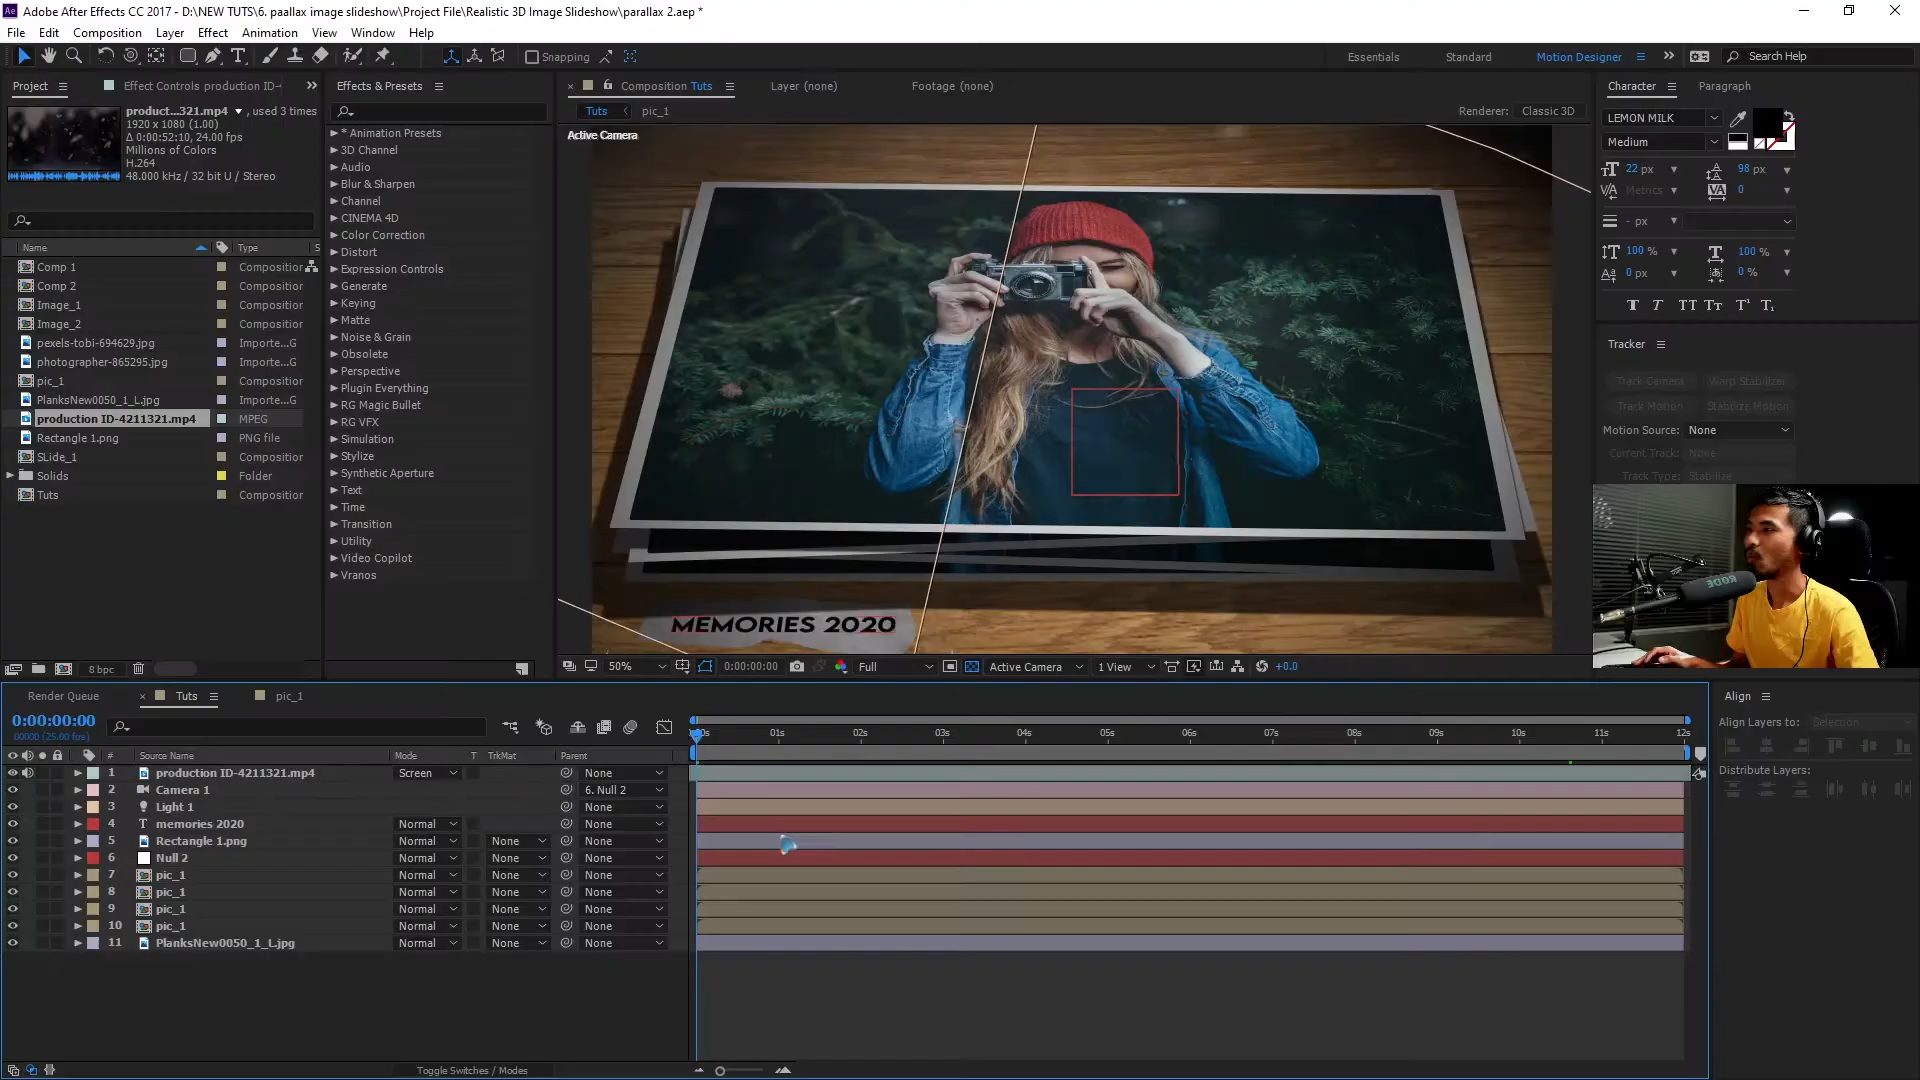 Adobe After Effects CC 2017 - D:\NEW TUTS\6. paallax image slideshow\Project File\Realistic 3D Image Slideshow\parallax 2.aep *
File Edit Composition Layer Effect Animation View Window Help
Snapping Essentials Standard Motion Designer Search Help
Project Effect Controls production ID-
product...321.mp4 , used 3 times
1920 x 1080 (1.00)
Δ 0:00:52:10, 24.00 fps
Millions of Colors
H.264
48.000 kHz / 32 bit U / Stereo
Name Type S
Comp 1 Composition
Comp 2 Composition
Image_1 Composition
Image_2 Composition
pexels-tobi-694629.jpg Importe...G
photographer-865295.jpg Importe...G
pic_1 Composition
PlanksNew0050_1_L.jpg Importe...G
production ID-4211321.mp4 MPEG
Rectangle 1.png PNG file
SLide_1 Composition
Solids Folder
Tuts Composition
8 bpc
Effects & Presets
* Animation Presets
3D Channel
Audio
Blur & Sharpen
Channel
CINEMA 4D
Color Correction
Distort
Expression Controls
Generate
Keying
Matte
Noise & Grain
Obsolete
Perspective
Plugin Everything
RG Magic Bullet
RG VFX
Simulation
Stylize
Synthetic Aperture
Text
Time
Transition
Utility
Video Copilot
Vranos
× Composition Tuts Layer (none) Footage (none)
Tuts pic_1 Renderer: Classic 3D
Active Camera
MEMORIES 2020
50% 0:00:00:00 Full Active Camera 1 View +0.0
Character Paragraph
LEMON MILK
Medium
22 px 98 px
Metrics 0
- px
100 % 100 %
0 px 0 %
T T TT Tt T¹ T₁
Tracker
Track Camera Warp Stabilizer
Track Motion Stabilize Motion
Motion Source: None
Current Track: None
Track Type: Stabilize
RODE
Render Queue × Tuts pic_1
0:00:00:00
00000 (25.00 fps)
# Source Name Mode T TrkMat Parent
1 production ID-4211321.mp4 Screen None
2 Camera 1 6. Null 2
3 Light 1 None
4 memories 2020 Normal None
5 Rectangle 1.png Normal None None
6 Null 2 Normal None None
7 pic_1 Normal None None
8 pic_1 Normal None None
9 pic_1 Normal None None
10 pic_1 Normal None None
11 PlanksNew0050_1_L.jpg Normal None None
01s 02s 03s 04s 05s 06s 07s 08s 09s 10s 11s 12s
Toggle Switches / Modes
Align
Align Layers to: Selection
Distribute Layers: